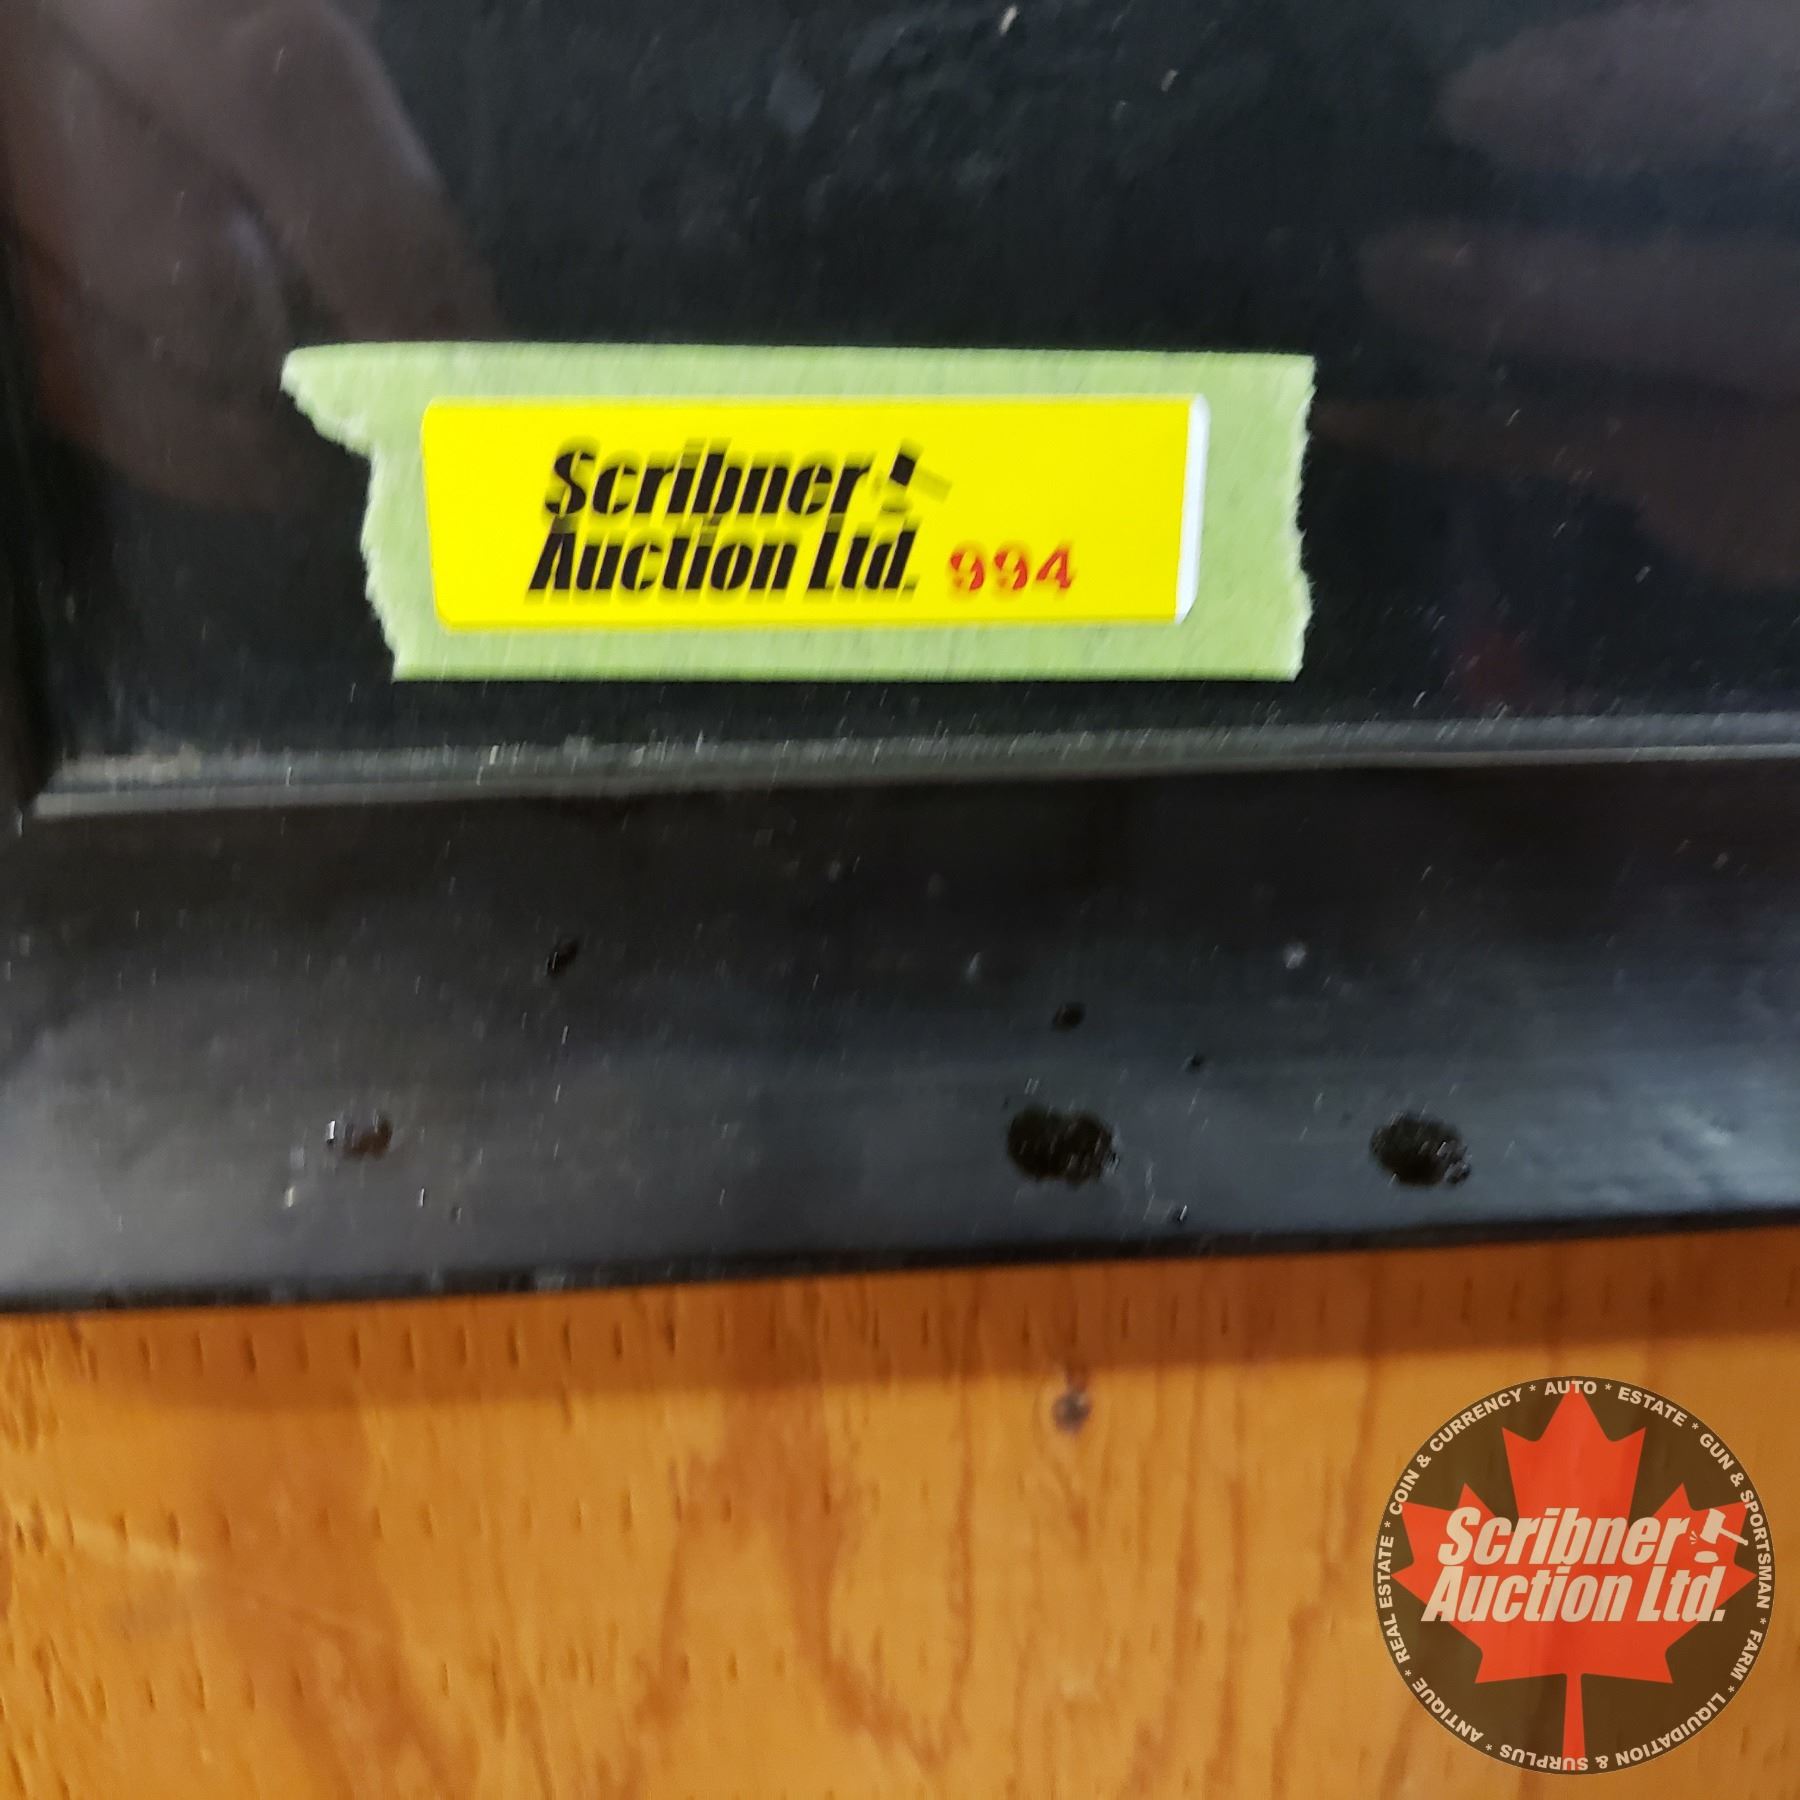 Scribner
Auction Ltd. 994
* AUTO * ESTATE * GUN & SPORTSMAN * FARM * LIQUIDATION & SURPLUS * ANTIQUE * REAL ESTATE * COIN & CURRENCY
Scribner
Auction Ltd.